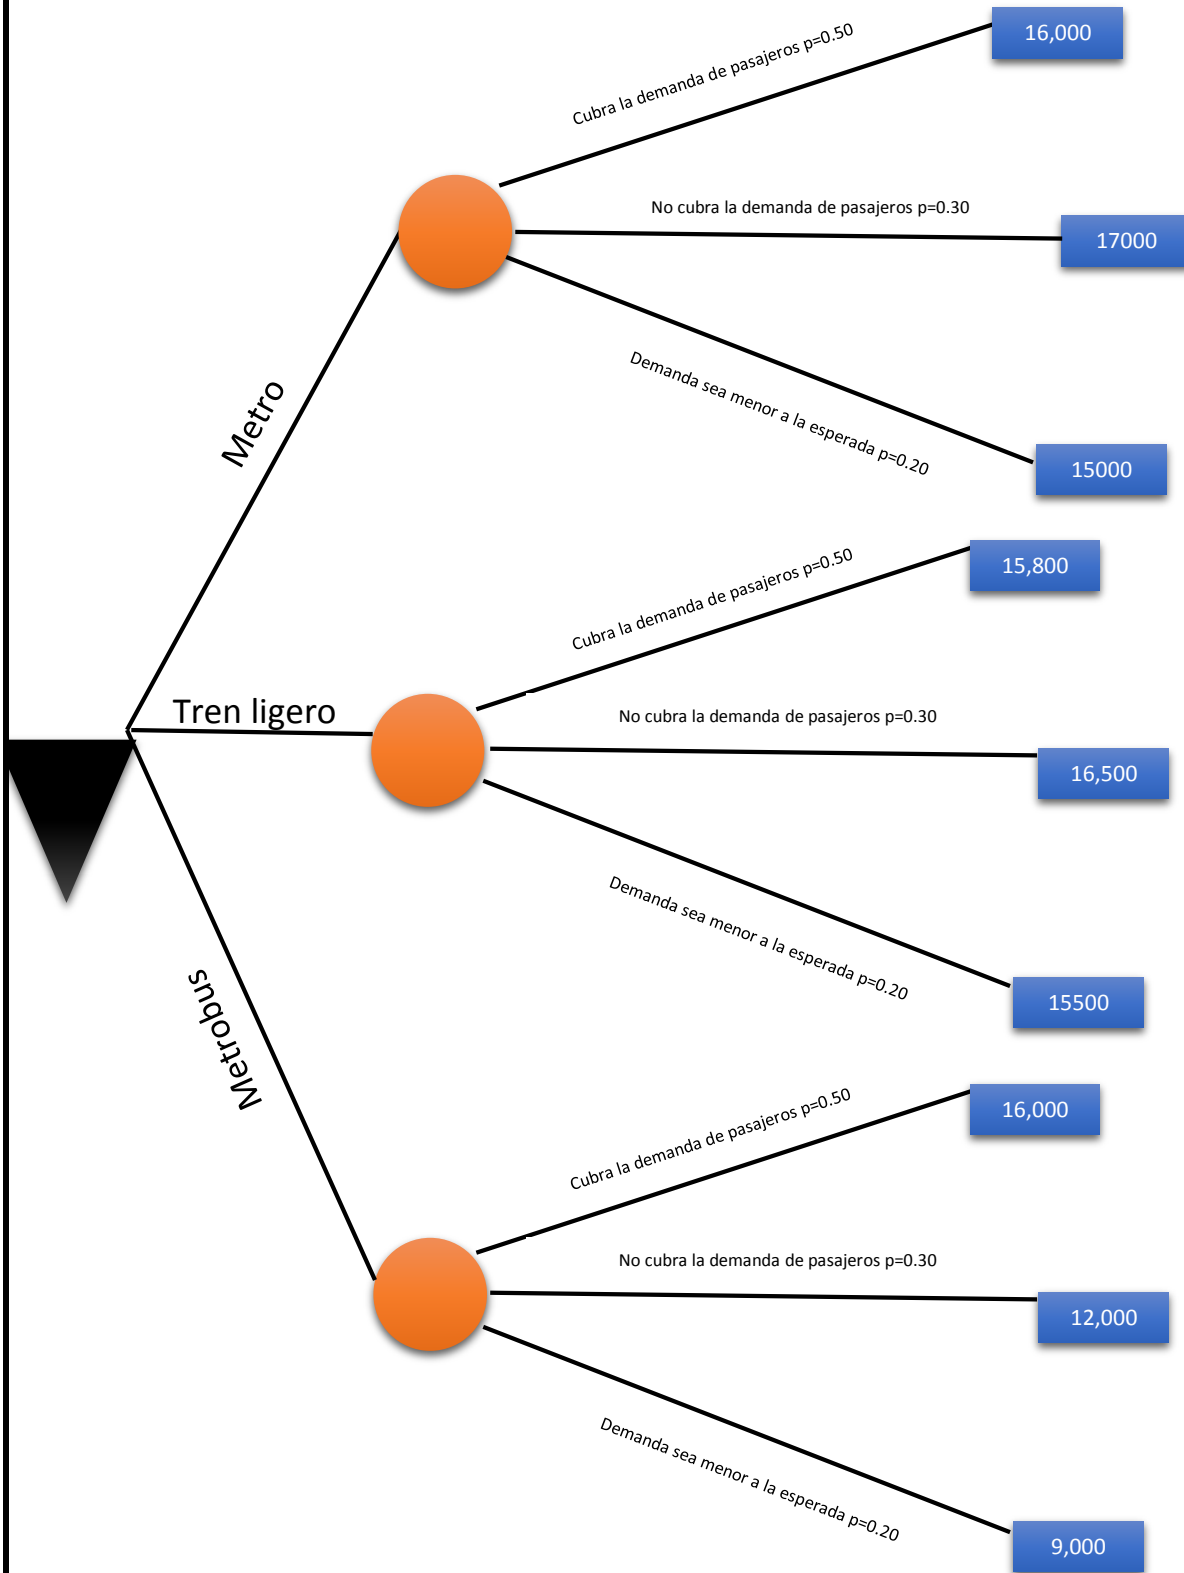 Cubra la demanda de pasajeros p=0.50
16,000
No cubra la demanda de pasajeros p=0.30
17000
Metro
Demanda sea menor a la esperada p=0.20
15000
Cubra la demanda de pasajeros p=0.50
15,800
Tren ligero
No cubra la demanda de pasajeros p=0.30
16,500
Demanda sea menor a la esperada p=0.20
15500
Metrobus
Cubra la demanda de pasajeros p=0.50
16,000
No cubra la demanda de pasajeros p=0.30
12,000
Demanda sea menor a la esperada p=0.20
9,000